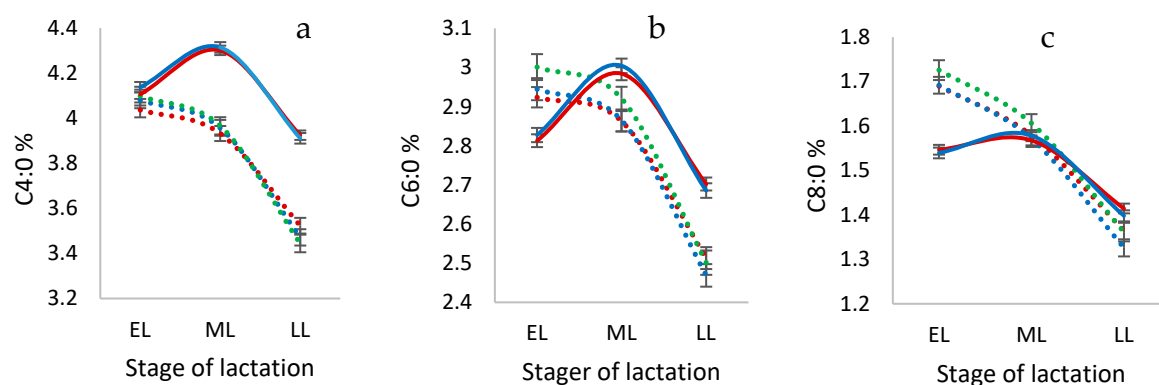 a
4.4
4.2
4
3.8
3.6
3.4
3.2
C4:0 %
EL ML LL
Stage of lactation
b
3.1
3
2.9
2.8
2.7
2.6
2.5
2.4
C6:0 %
EL ML LL
Stager of lactation
c
1.8
1.7
1.6
1.5
1.4
1.3
1.2
C8:0 %
EL ML LL
Stage of lactation